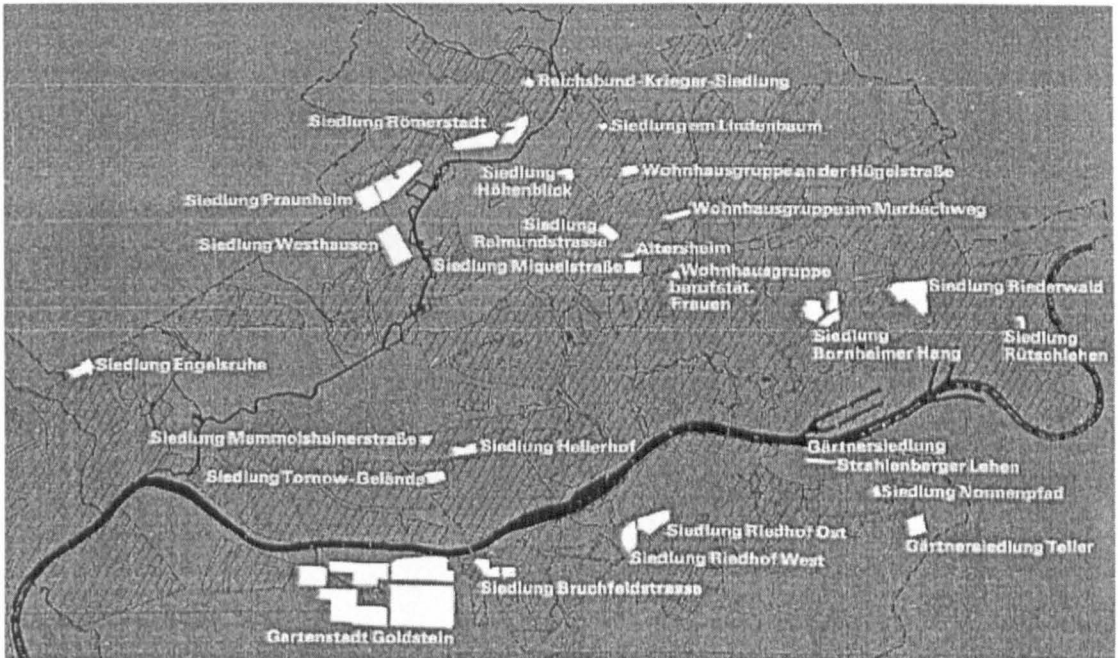 Reichsbund-Krieger-Siedlung
Siedlung Römerstadt
Siedlung am Lindenbaum
Siedlung
Höhenblick
Wohnhausgruppe an der Hügelstraße
Siedlung Praunheim
Wohnhausgruppe am Marbachweg
Siedlung
Raimundstrasse
Siedlung Westhausen
Altersheim
Siedlung Miquelstraße
Wohnhausgruppe
berufstät.
Frauen
Siedlung Riederwald
Siedlung
Bornheimer Hang
Siedlung
Rütschlehen
Siedlung Engelsruhe
Siedlung Mammolshainerstraße
Siedlung Hellerhof
Gärtnersiedlung
Strahlenberger Lehen
Siedlung Tornow-Gelände
Siedlung Nonnenpfad
Siedlung Riedhof Ost
Gärtnersiedlung Teller
Siedlung Riedhof West
Siedlung Bruchfeldstrasse
Gartenstadt Goldstein